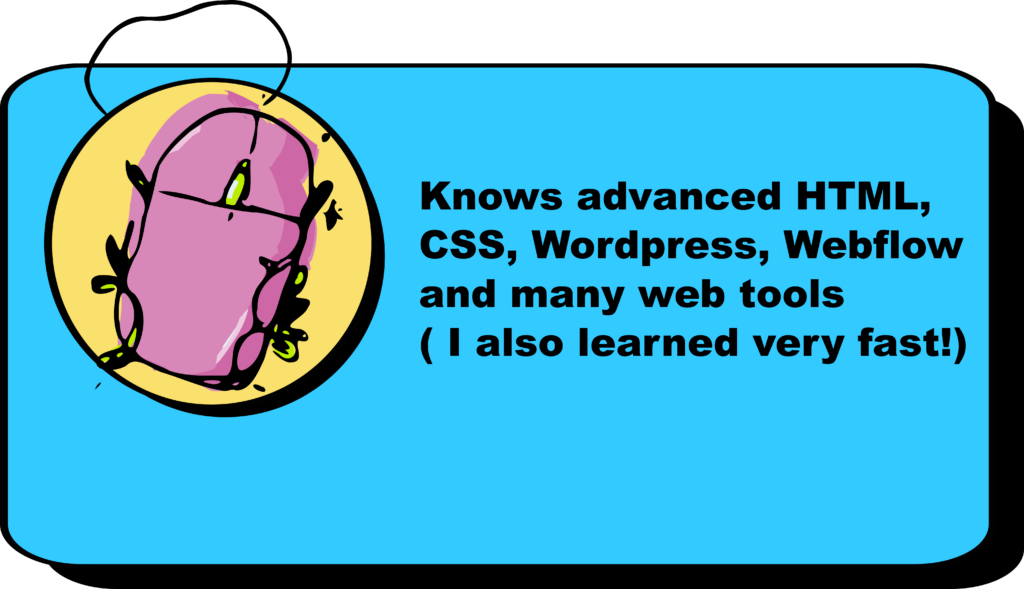 Knows advanced HTML,
CSS, Wordpress, Webflow
and many web tools
( I also learned very fast!)